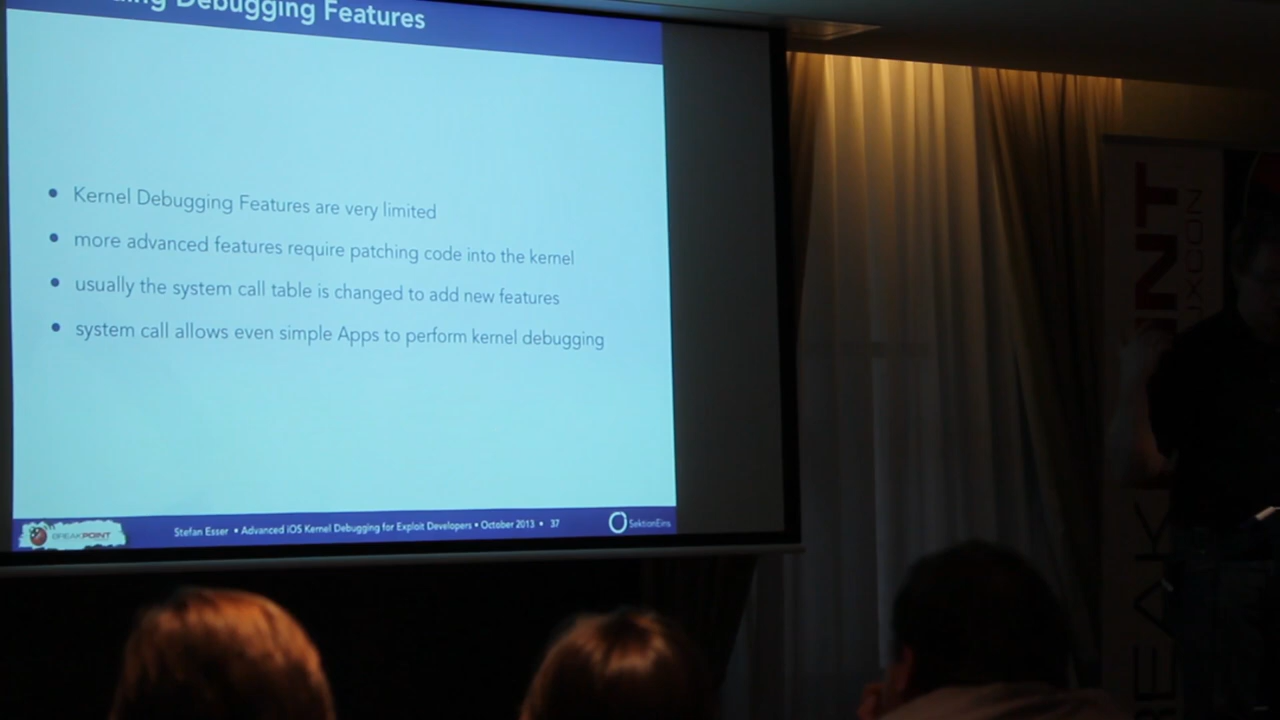 Debugging Features
Kernel Debugging Features are very limited
more advanced features require patching code into the kernel
usually the system call table is changed to add new features
system call allows even simple Apps to perform kernel debugging
BREAKPOINT
Stefan Esser • Advanced iOS Kernel Debugging for Exploit Developers • October 2013 • 37
SektionEins